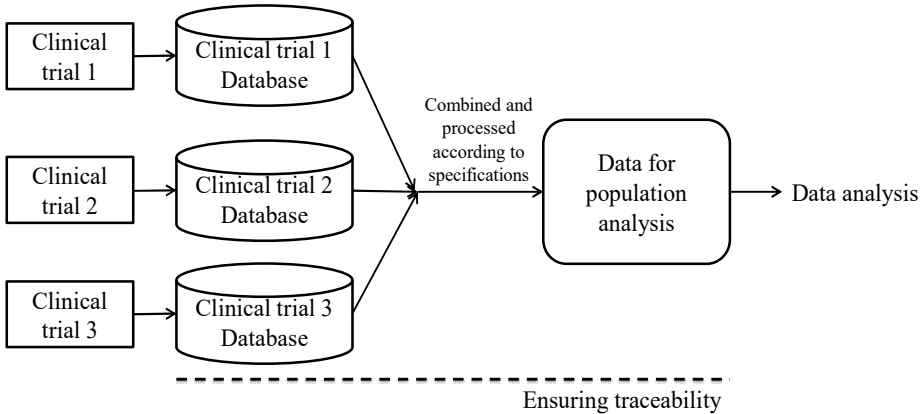 Clinical
trial 1
Clinical trial 1
Database
Combined and
processed
according to
specifications
Clinical
trial 2
Clinical trial 2
Database
Data for
population
analysis
Data analysis
Clinical
trial 3
Clinical trial 3
Database
Ensuring traceability